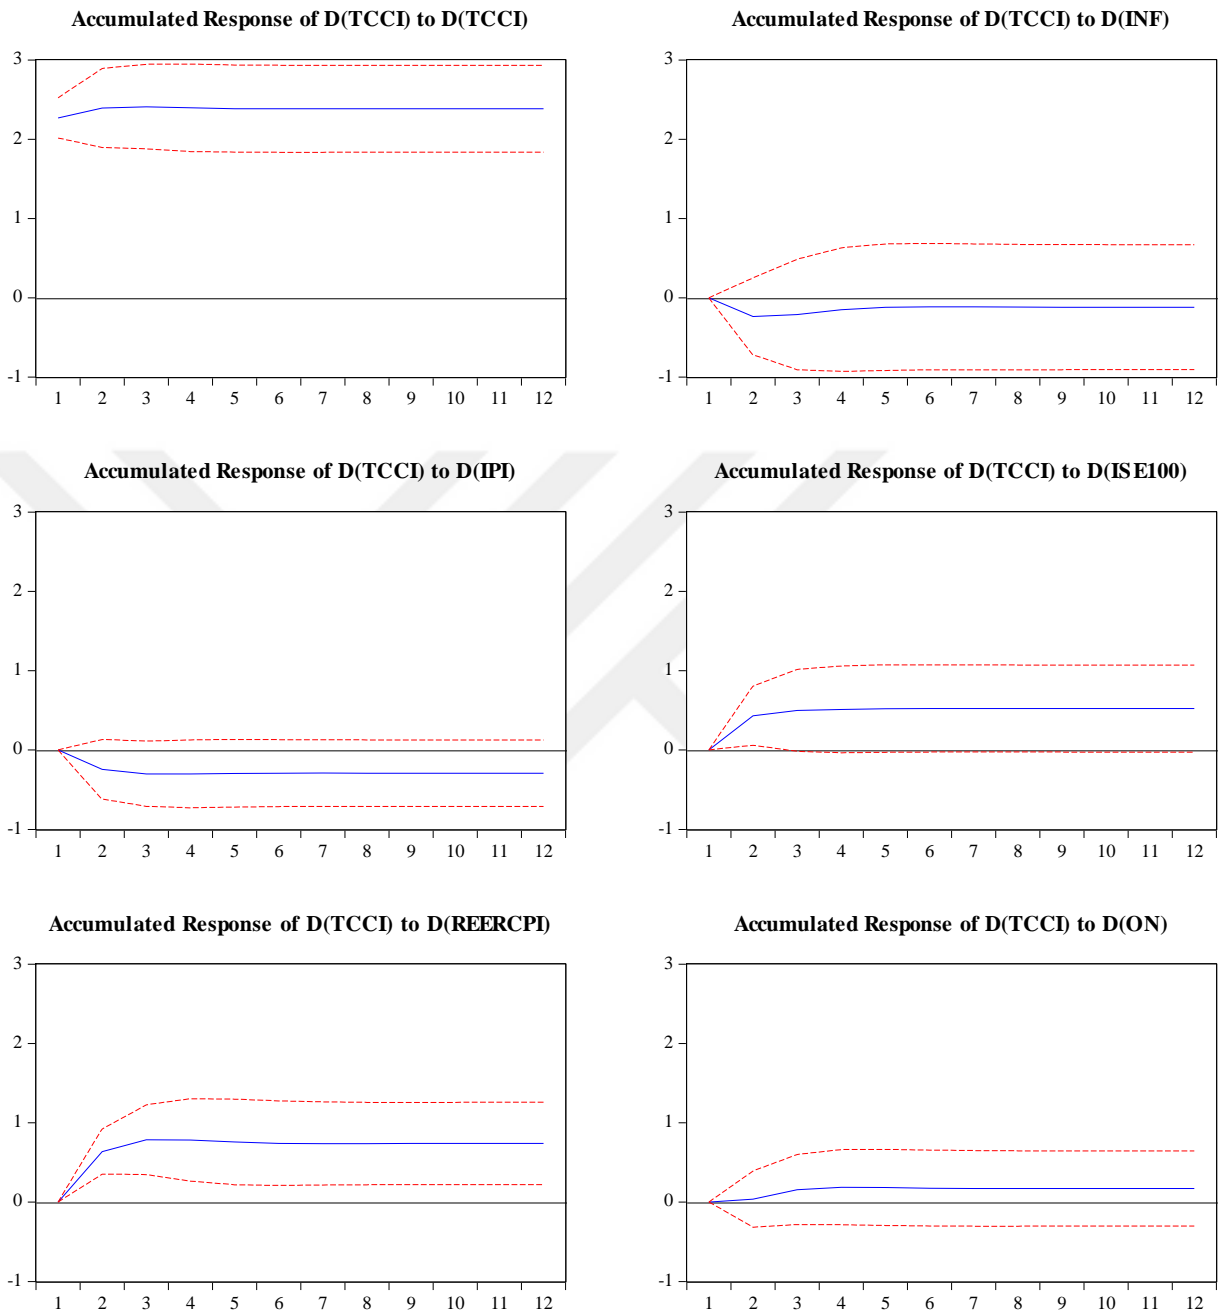 Accumulated Response of D(TCCI) to D(TCCI)
3
2
1
0
-1
1 2 3 4 5 6 7 8 9 10 11 12
Accumulated Response of D(TCCI) to D(INF)
3
2
1
0
-1
1 2 3 4 5 6 7 8 9 10 11 12
Accumulated Response of D(TCCI) to D(IPI)
3
2
1
0
-1
1 2 3 4 5 6 7 8 9 10 11 12
Accumulated Response of D(TCCI) to D(ISE100)
3
2
1
0
-1
1 2 3 4 5 6 7 8 9 10 11 12
Accumulated Response of D(TCCI) to D(REERCPI)
3
2
1
0
-1
1 2 3 4 5 6 7 8 9 10 11 12
Accumulated Response of D(TCCI) to D(ON)
3
2
1
0
-1
1 2 3 4 5 6 7 8 9 10 11 12